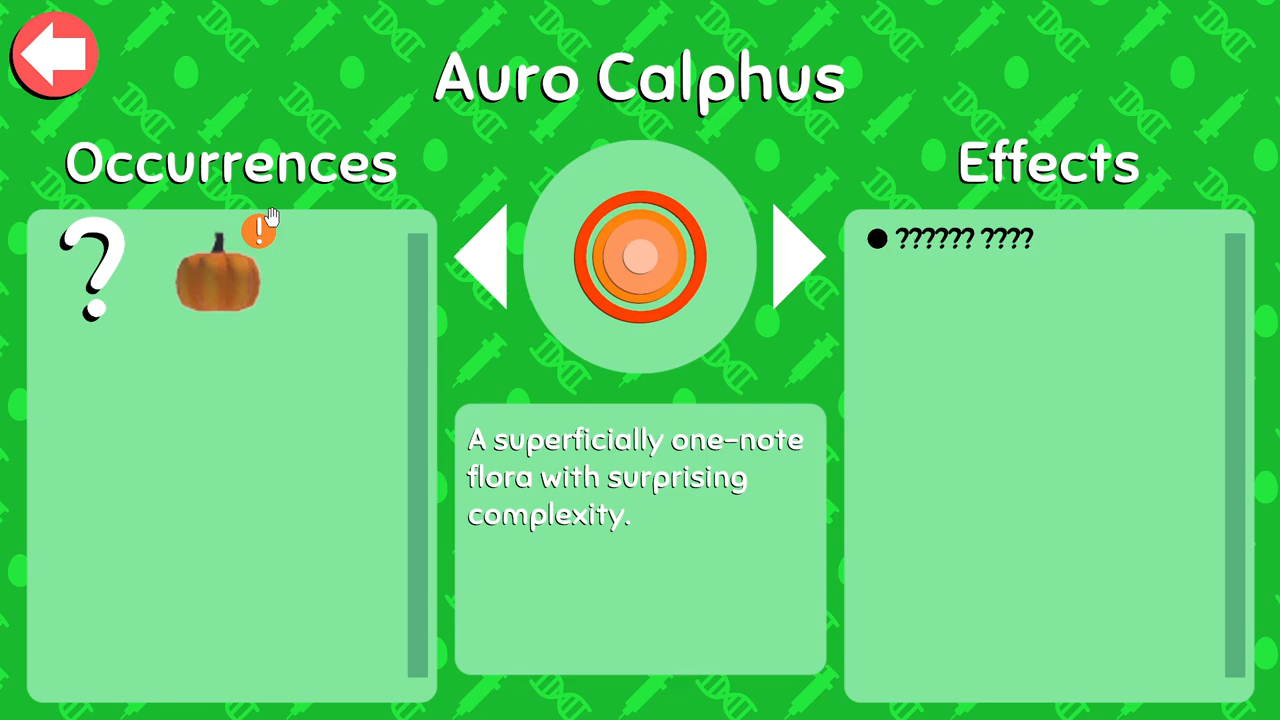 Auro Calphus
Occurrences
Effects
?
!
?????? ????
A superficially one-note
flora with surprising
complexity.